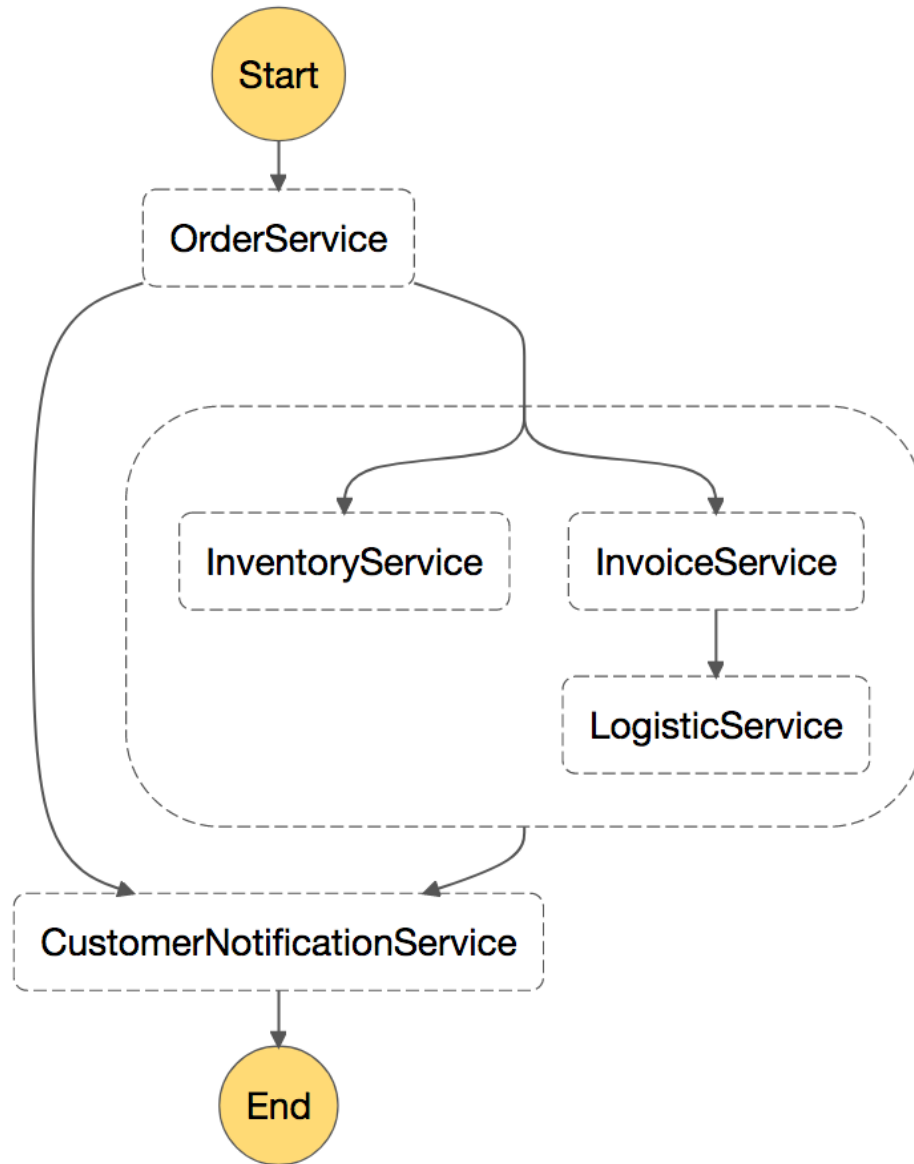 Start
OrderService
InventoryService
InvoiceService
LogisticService
CustomerNotificationService
End